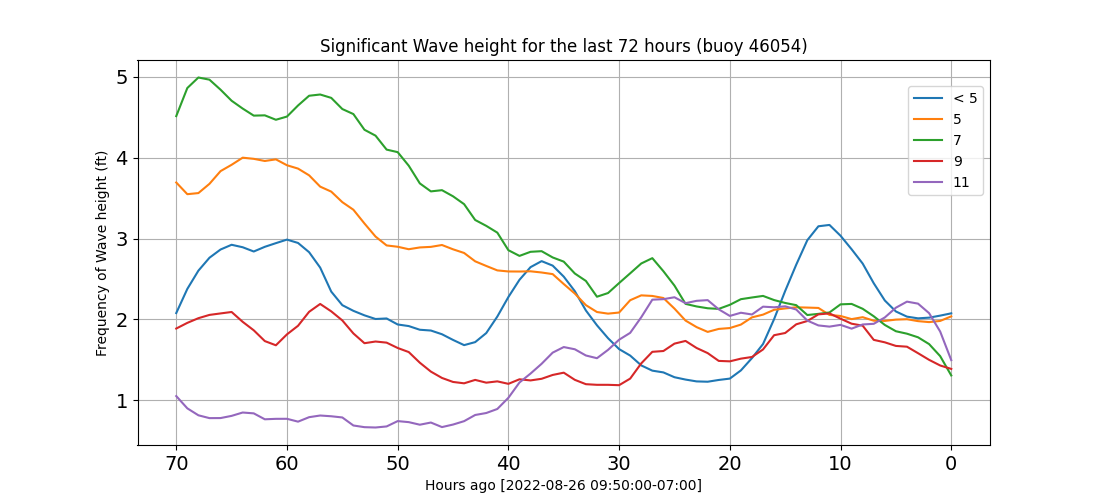 Significant Wave height for the last 72 hours (buoy 46054)
Frequency of Wave height (ft)
5
4
3
2
1
< 5
5
7
9
11
70 60 50 40 30 20 10 0
Hours ago [2022-08-26 09:50:00-07:00]